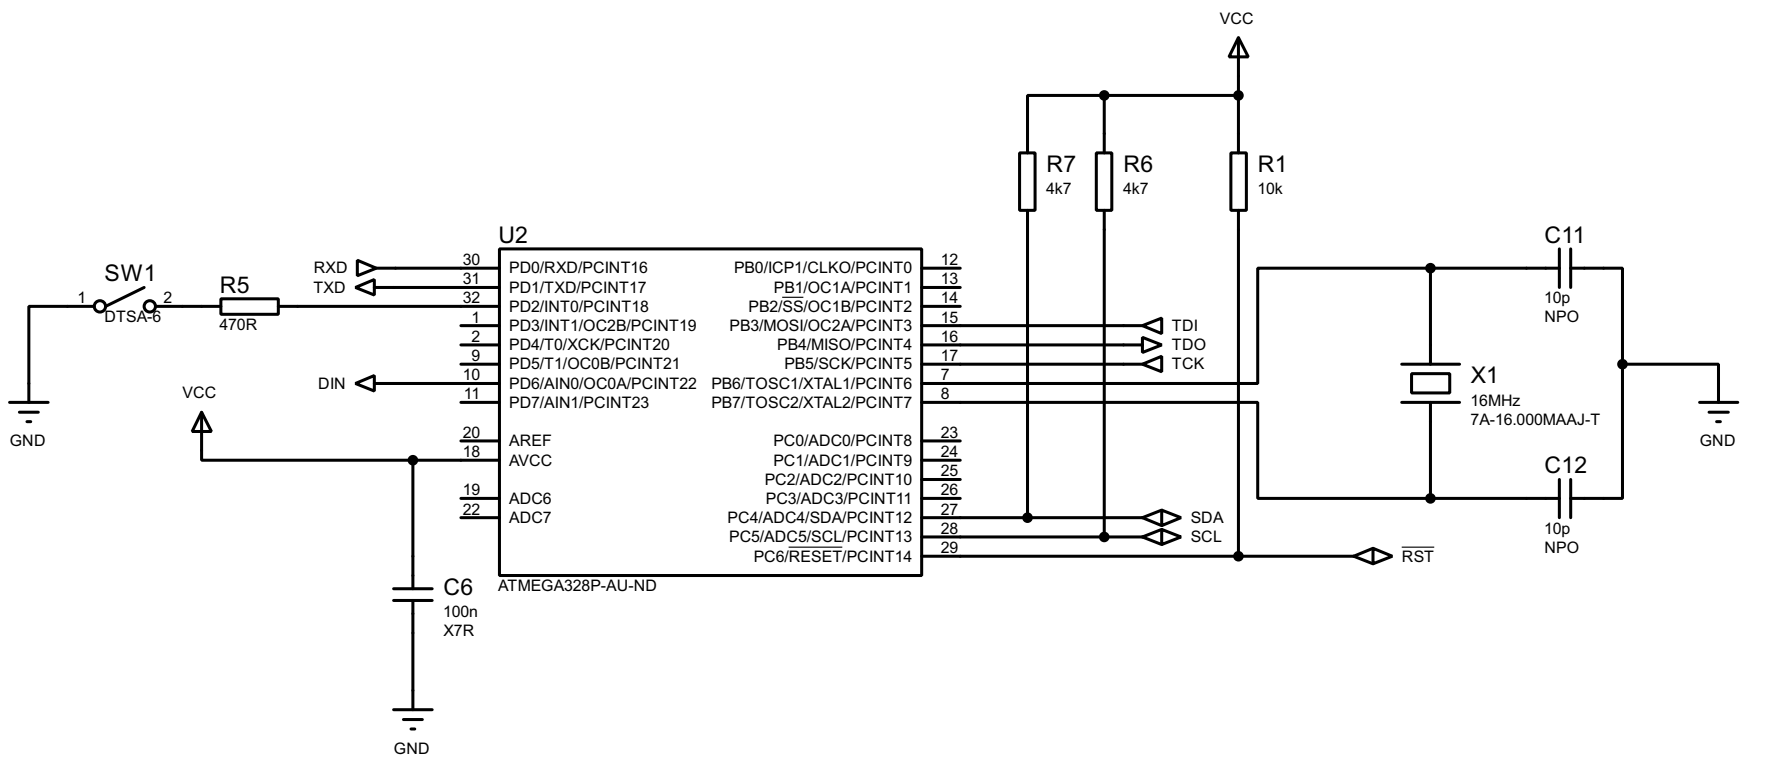 VCC
R7
4k7
R6
4k7
R1
10k
U2
SW1
1
2
DTSA-6
R5
470R
GND
RXD
TXD
DIN
VCC
30 PD0/RXD/PCINT16
31 PD1/TXD/PCINT17
32 PD2/INT0/PCINT18
1 PD3/INT1/OC2B/PCINT19
2 PD4/T0/XCK/PCINT20
9 PD5/T1/OC0B/PCINT21
10 PD6/AIN0/OC0A/PCINT22
11 PD7/AIN1/PCINT23
20 AREF
18 AVCC
19 ADC6
22 ADC7
PB0/ICP1/CLKO/PCINT0 12
PB1/OC1A/PCINT1 13
PB2/SS/OC1B/PCINT2 14
PB3/MOSI/OC2A/PCINT3 15
PB4/MISO/PCINT4 16
PB5/SCK/PCINT5 17
PB6/TOSC1/XTAL1/PCINT6 7
PB7/TOSC2/XTAL2/PCINT7 8
PC0/ADC0/PCINT8 23
PC1/ADC1/PCINT9 24
PC2/ADC2/PCINT10 25
PC3/ADC3/PCINT11 26
PC4/ADC4/SDA/PCINT12 27
PC5/ADC5/SCL/PCINT13 28
PC6/RESET/PCINT14 29
ATMEGA328P-AU-ND
TDI
TDO
TCK
SDA
SCL
RST
C11
10p
NPO
X1
16MHz
7A-16.000MAAJ-T
C12
10p
NPO
GND
C6
100n
X7R
GND